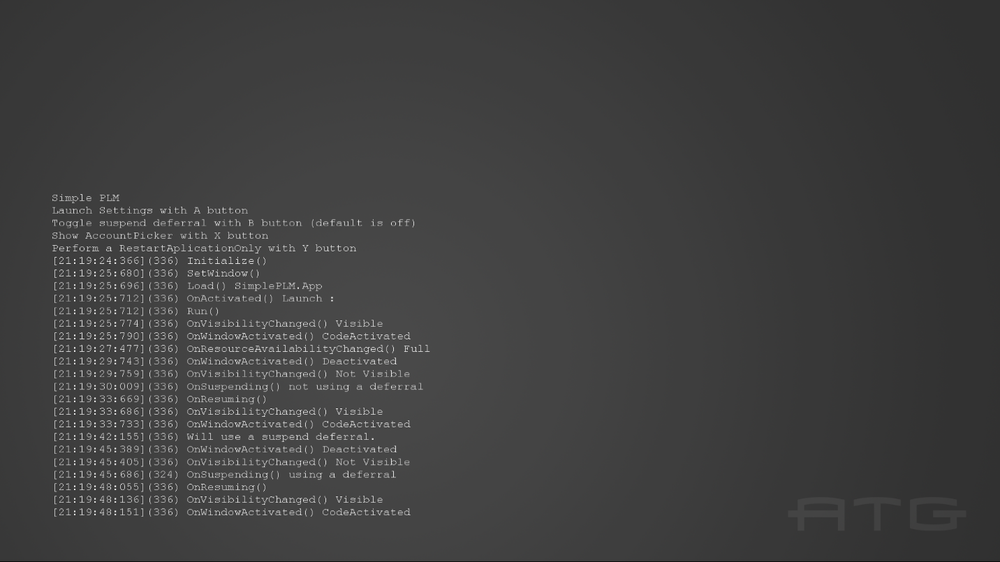 Simple PLM
Launch Settings with A button
Toggle suspend deferral with B button (default is off)
Show AccountPicker with X button
Perform a RestartAplicationOnly with Y button
[21:19:24:366](336) Initialize()
[21:19:25:680](336) SetWindow()
[21:19:25:696](336) Load() SimplePLM.App
[21:19:25:712](336) OnActivated() Launch :
[21:19:25:712](336) Run()
[21:19:25:774](336) OnVisibilityChanged() Visible
[21:19:25:790](336) OnWindowActivated() CodeActivated
[21:19:27:477](336) OnResourceAvailabilityChanged() Full
[21:19:29:743](336) OnWindowActivated() Deactivated
[21:19:29:759](336) OnVisibilityChanged() Not Visible
[21:19:30:009](336) OnSuspending() not using a deferral
[21:19:33:669](336) OnResuming()
[21:19:33:686](336) OnVisibilityChanged() Visible
[21:19:33:733](336) OnWindowActivated() CodeActivated
[21:19:42:155](336) Will use a suspend deferral.
[21:19:45:389](336) OnWindowActivated() Deactivated
[21:19:45:405](336) OnVisibilityChanged() Not Visible
[21:19:45:686](324) OnSuspending() using a deferral
[21:19:48:055](336) OnResuming()
[21:19:48:136](336) OnVisibilityChanged() Visible
[21:19:48:151](336) OnWindowActivated() CodeActivated
ATG